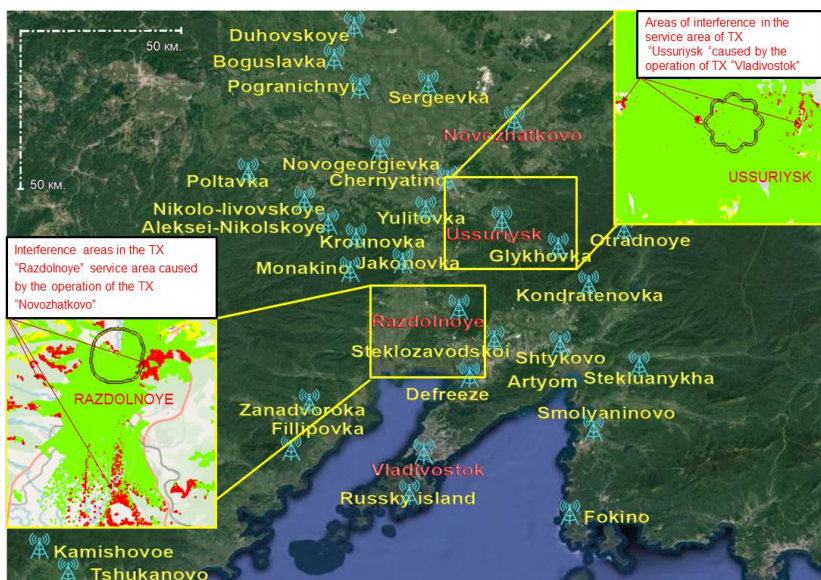 50 км.
50 км.
Duhovskoye
Boguslavka
Pogranichnyi
Sergeevka
Novozhatkovo
Areas of interference in the
service area of TX
"Ussuriysk "caused by the
operation of TX "Vladivostok"
USSURIYSK
Novogeorgievka
Poltavka
Chernyatino
Nikolo-livovskoye
Yulitovka
Aleksei-Nikolskoye
Krounovka
Ussuriysk
Otradnoye
Glykhovka
Monakino
Jakonovka
Kondratenovka
Interference areas in the TX
"Razdolnoye" service area caused
by the operation of the TX
"Novozhatkovo"
RAZDOLNOYE
Razdolnoye
Steklozavodskoi
Shtykovo
Artyom
Stekluanykha
Defreeze
Zanadvoroka
Smolyaninovo
Fillipovka
Vladivostok
Russky island
Fokino
Kamishovoe
Tshukanovo